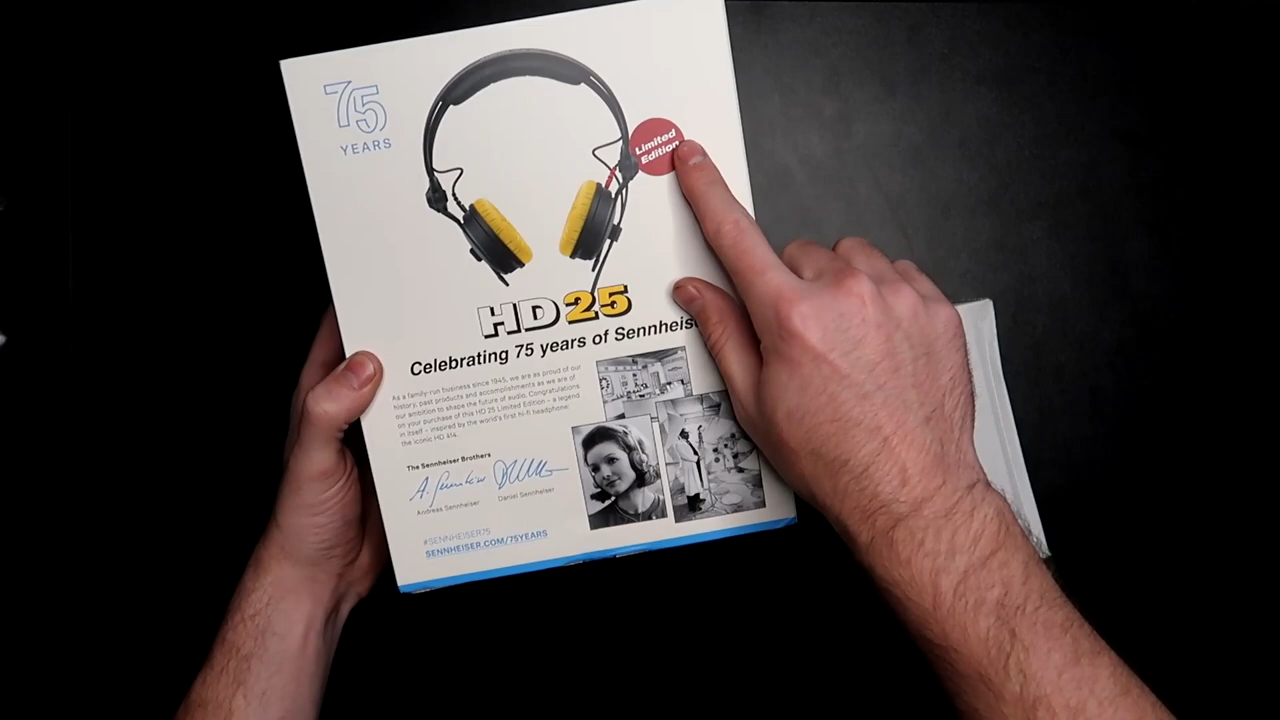 75
YEARS
Limited
Edition
HD25
Celebrating 75 years of Sennheis
As a family-run business since 1945, we are as proud of our
history, past products and accomplishments as we are of
our ambition to shape the future of audio. Congratulations
on your purchase of this HD 25 Limited Edition – a legend
in itself – inspired by the world's first hi-fi headphone:
the iconic HD 414.
The Sennheiser Brothers
Andreas Sennheiser
Daniel Sennheiser
#SENNHEISER75
SENNHEISER.COM/75YEARS